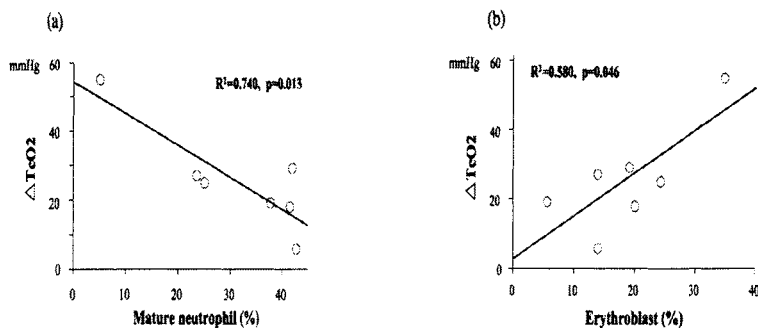 (a)
mmHg
60
40
20
0
△TcO2
R²=0.740, p=0.013
0 10 20 30 40
Mature neutrophil (%)
(b)
mmHg
60
40
20
0
△TcO2
R²=0.580, p=0.046
0 10 20 30 40
Erythroblast (%)